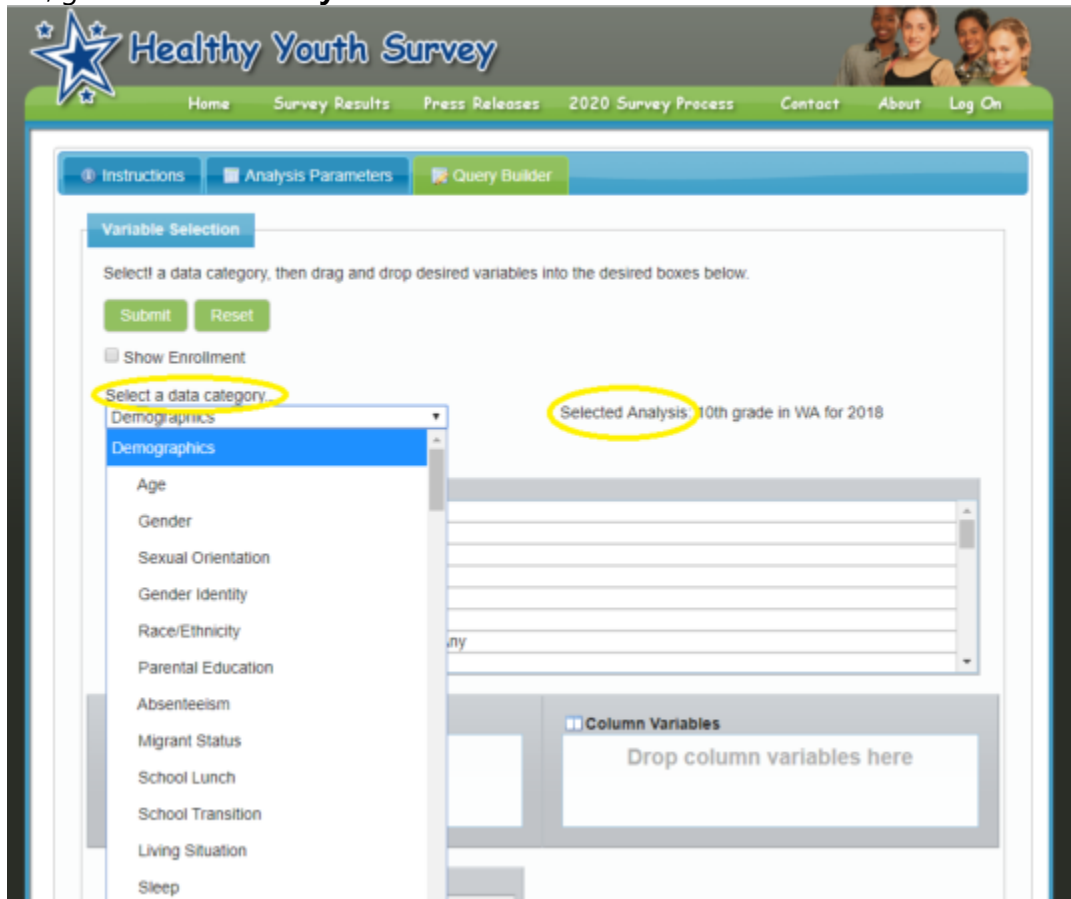 Healthy Youth Survey
Home Survey Results Press Releases 2020 Survey Process Contact About Log On
Instructions Analysis Parameters Query Builder
Variable Selection
Select! a data category, then drag and drop desired variables into the desired boxes below.
Submit Reset
Show Enrollment
Select a data category..
Demographics
Selected Analysis: 10th grade in WA for 2018
Demographics
Age
Gender
Sexual Orientation
Gender Identity
Race/Ethnicity
Parental Education
Absenteeism
Migrant Status
School Lunch
School Transition
Living Situation
Sleep
Any
Column Variables
Drop column variables here